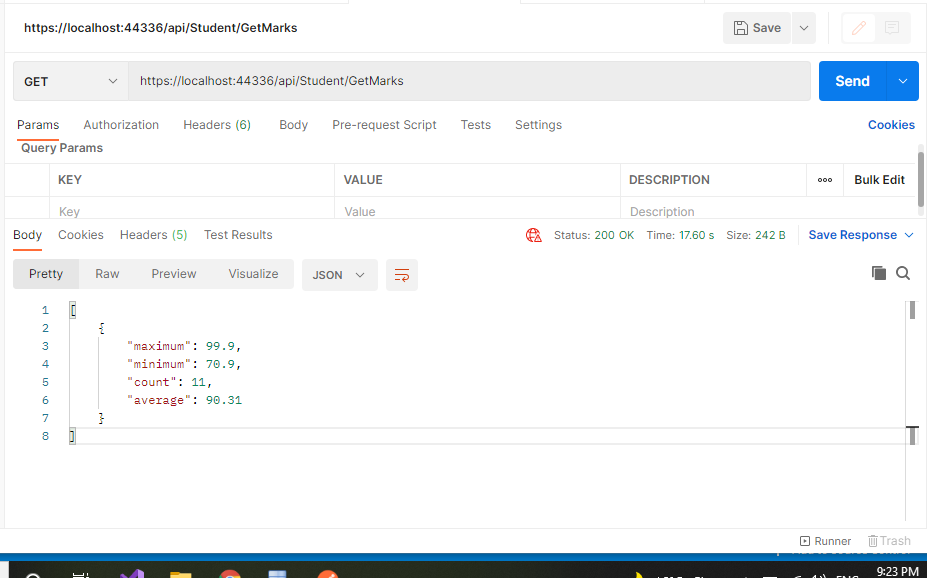 https://localhost:44336/api/Student/GetMarks Save
GET https://localhost:44336/api/Student/GetMarks Send
Params Authorization Headers (6) Body Pre-request Script Tests Settings Cookies
Query Params
KEY VALUE DESCRIPTION ooo Bulk Edit
Key Value Description
Body Cookies Headers (5) Test Results Status: 200 OK Time: 17.60 s Size: 242 B Save Response
Pretty Raw Preview Visualize JSON
1 [
2 {
3 "maximum": 99.9,
4 "minimum": 70.9,
5 "count": 11,
6 "average": 90.31
7 }
8 ]
Runner Trash
9:23 PM